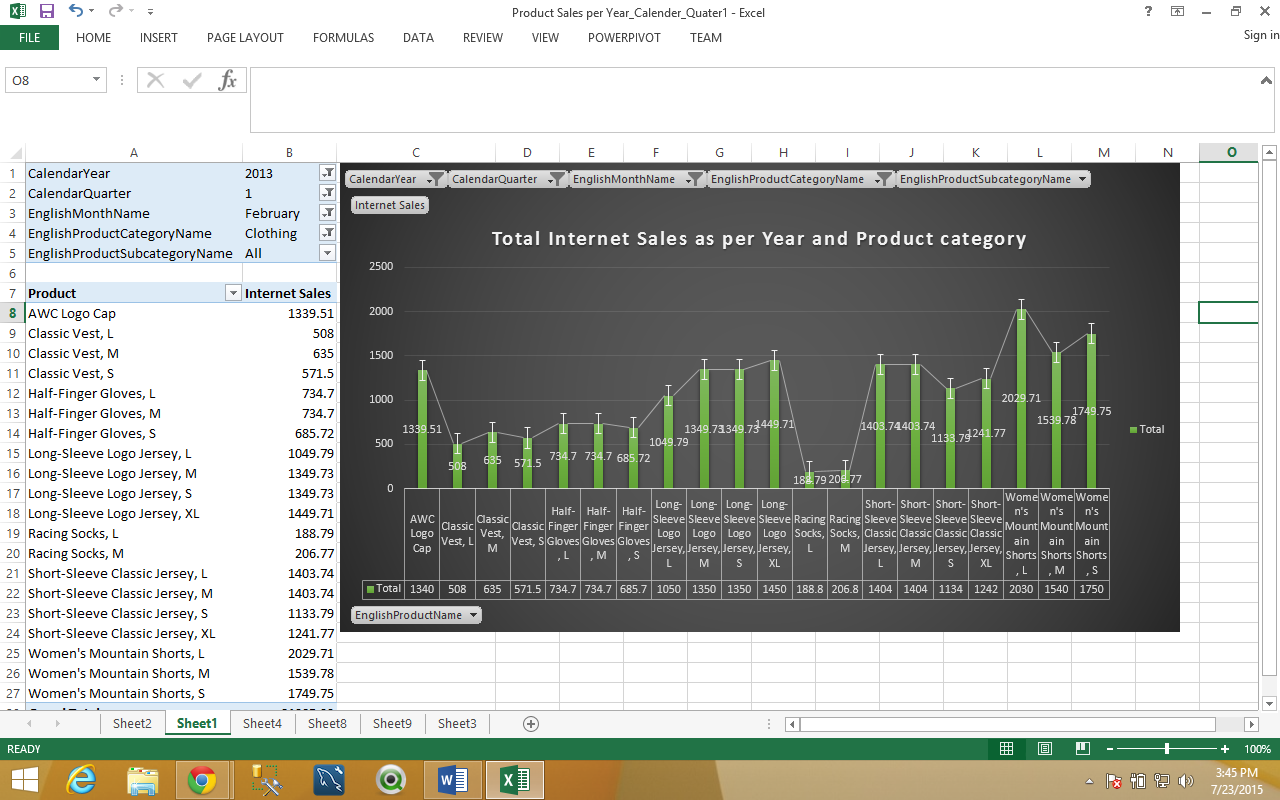 Product Sales per Year_Calender_Quater1 - Excel
FILE HOME INSERT PAGE LAYOUT FORMULAS DATA REVIEW VIEW POWERPIVOT TEAM Sign in
O8 fx
A B C D E F G H I J K L M N O
1 CalendarYear 2013
2 CalendarQuarter 1
3 EnglishMonthName February
4 EnglishProductCategoryName Clothing
5 EnglishProductSubcategoryName All
6
7 Product Internet Sales
8 AWC Logo Cap 1339.51
9 Classic Vest, L 508
10 Classic Vest, M 635
11 Classic Vest, S 571.5
12 Half-Finger Gloves, L 734.7
13 Half-Finger Gloves, M 734.7
14 Half-Finger Gloves, S 685.72
15 Long-Sleeve Logo Jersey, L 1049.79
16 Long-Sleeve Logo Jersey, M 1349.73
17 Long-Sleeve Logo Jersey, S 1349.73
18 Long-Sleeve Logo Jersey, XL 1449.71
19 Racing Socks, L 188.79
20 Racing Socks, M 206.77
21 Short-Sleeve Classic Jersey, L 1403.74
22 Short-Sleeve Classic Jersey, M 1403.74
23 Short-Sleeve Classic Jersey, S 1133.79
24 Short-Sleeve Classic Jersey, XL 1241.77
25 Women's Mountain Shorts, L 2029.71
26 Women's Mountain Shorts, M 1539.78
27 Women's Mountain Shorts, S 1749.75
CalendarYear CalendarQuarter EnglishMonthName EnglishProductCategoryName EnglishProductSubcategoryName
Internet Sales
Total Internet Sales as per Year and Product category
2500
2000
1500
1000
500
0
1339.51 508 635 571.5 734.7 734.7 685.72 1049.79 1349.73 1349.73 1449.71 188.79 206.77 1403.74 1403.74 1133.79 1241.77 2029.71 1539.78 1749.75
Total
AWC Logo Cap
Classic Vest, L
Classic Vest, M
Classic Vest, S
Half-Finger Gloves, L
Half-Finger Gloves, M
Half-Finger Gloves, S
Long-Sleeve Logo Jersey, L
Long-Sleeve Logo Jersey, M
Long-Sleeve Logo Jersey, S
Long-Sleeve Logo Jersey, XL
Racing Socks, L
Racing Socks, M
Short-Sleeve Classic Jersey, L
Short-Sleeve Classic Jersey, M
Short-Sleeve Classic Jersey, S
Short-Sleeve Classic Jersey, XL
Women's Mountain Shorts, L
Women's Mountain Shorts, M
Women's Mountain Shorts, S
Total 1340 508 635 571.5 734.7 734.7 685.7 1050 1350 1350 1450 188.8 206.8 1404 1404 1134 1242 2030 1540 1750
EnglishProductName
Sheet2 Sheet1 Sheet4 Sheet8 Sheet9 Sheet3
READY 100%
3:45 PM
7/23/2015